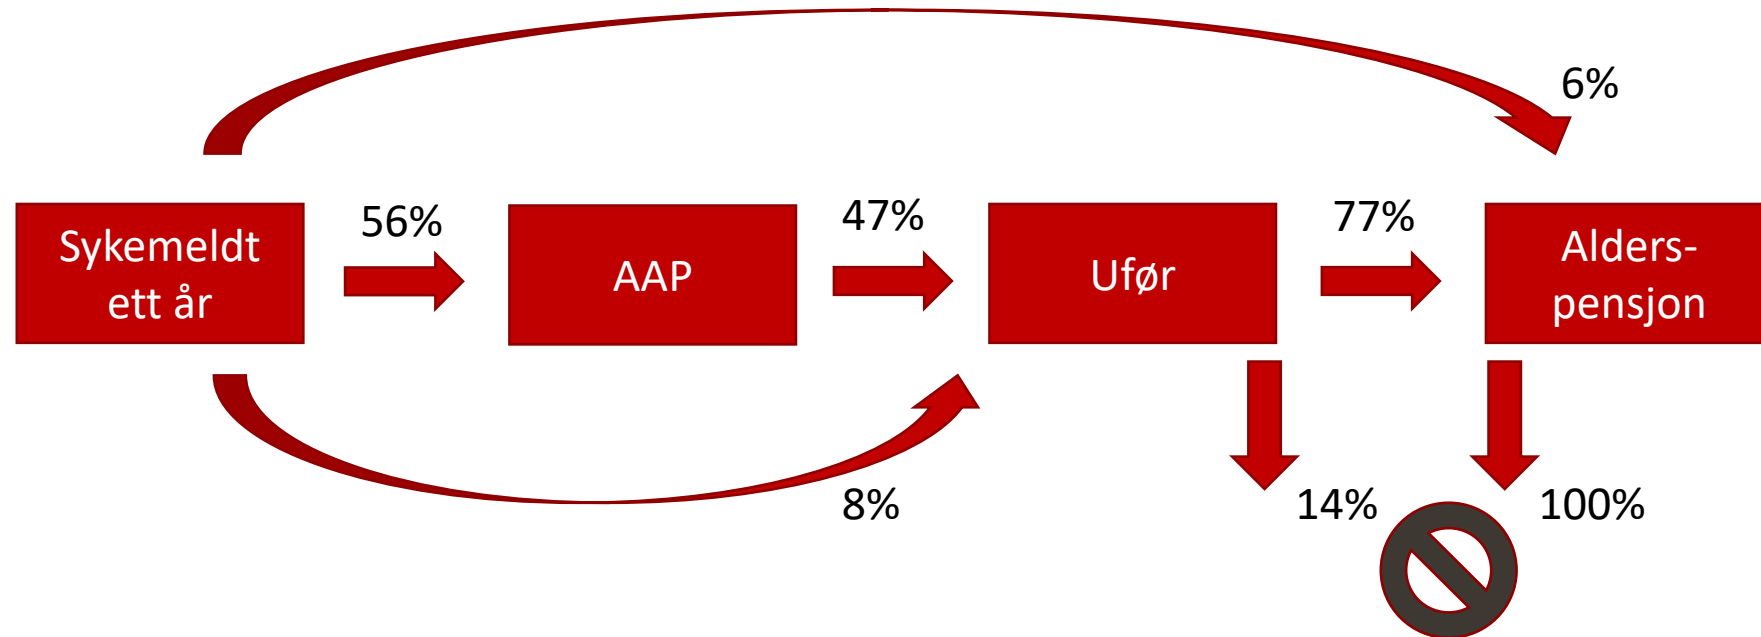 6%
Sykemeldt
ett år
56%
AAP
47%
Ufør
77%
Alders-
pensjon
8%
14%
100%